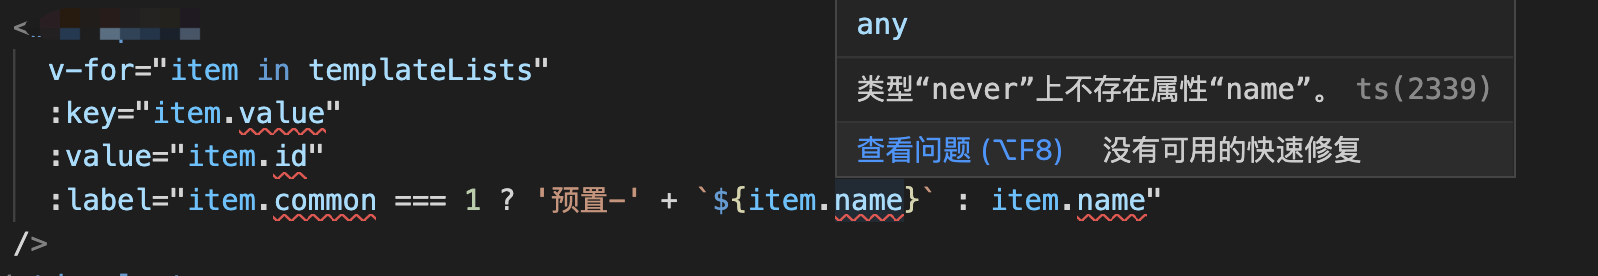 <
any
v-for="item in templateLists"
类型“never”上不存在属性“name”。 ts(2339)
:key="item.value"
查看问题 (⌥F8) 没有可用的快速修复
:value="item.id"
:label="item.common === 1 ? '预置-' + `${item.name}` : item.name"
/>